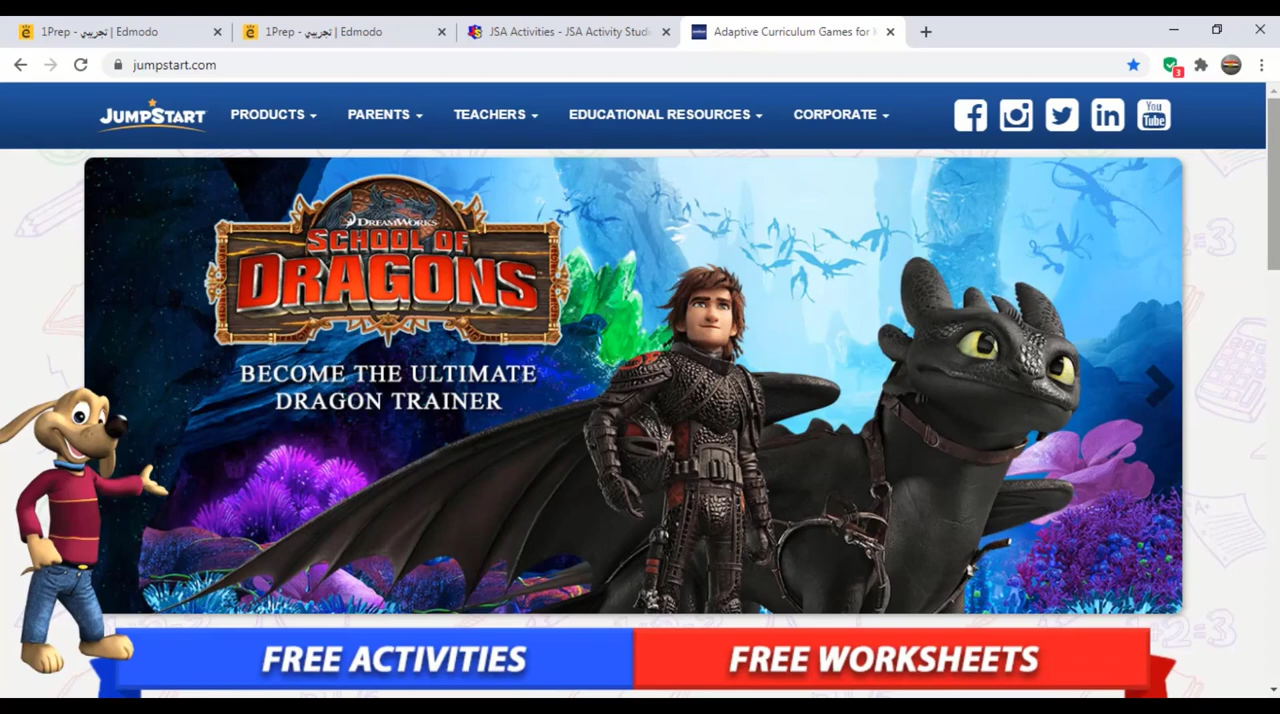 1Prep - تجريبي | Edmodo
1Prep - تجريبي | Edmodo
JSA Activities - JSA Activity Studi
Adaptive Curriculum Games for
jumpstart.com
3
JUMPSTART
PRODUCTS
PARENTS
TEACHERS
EDUCATIONAL RESOURCES
CORPORATE
You
Tube
DREAMWORKS
SCHOOL OF
DRAGONS
BECOME THE ULTIMATE
DRAGON TRAINER
FREE ACTIVITIES
FREE WORKSHEETS